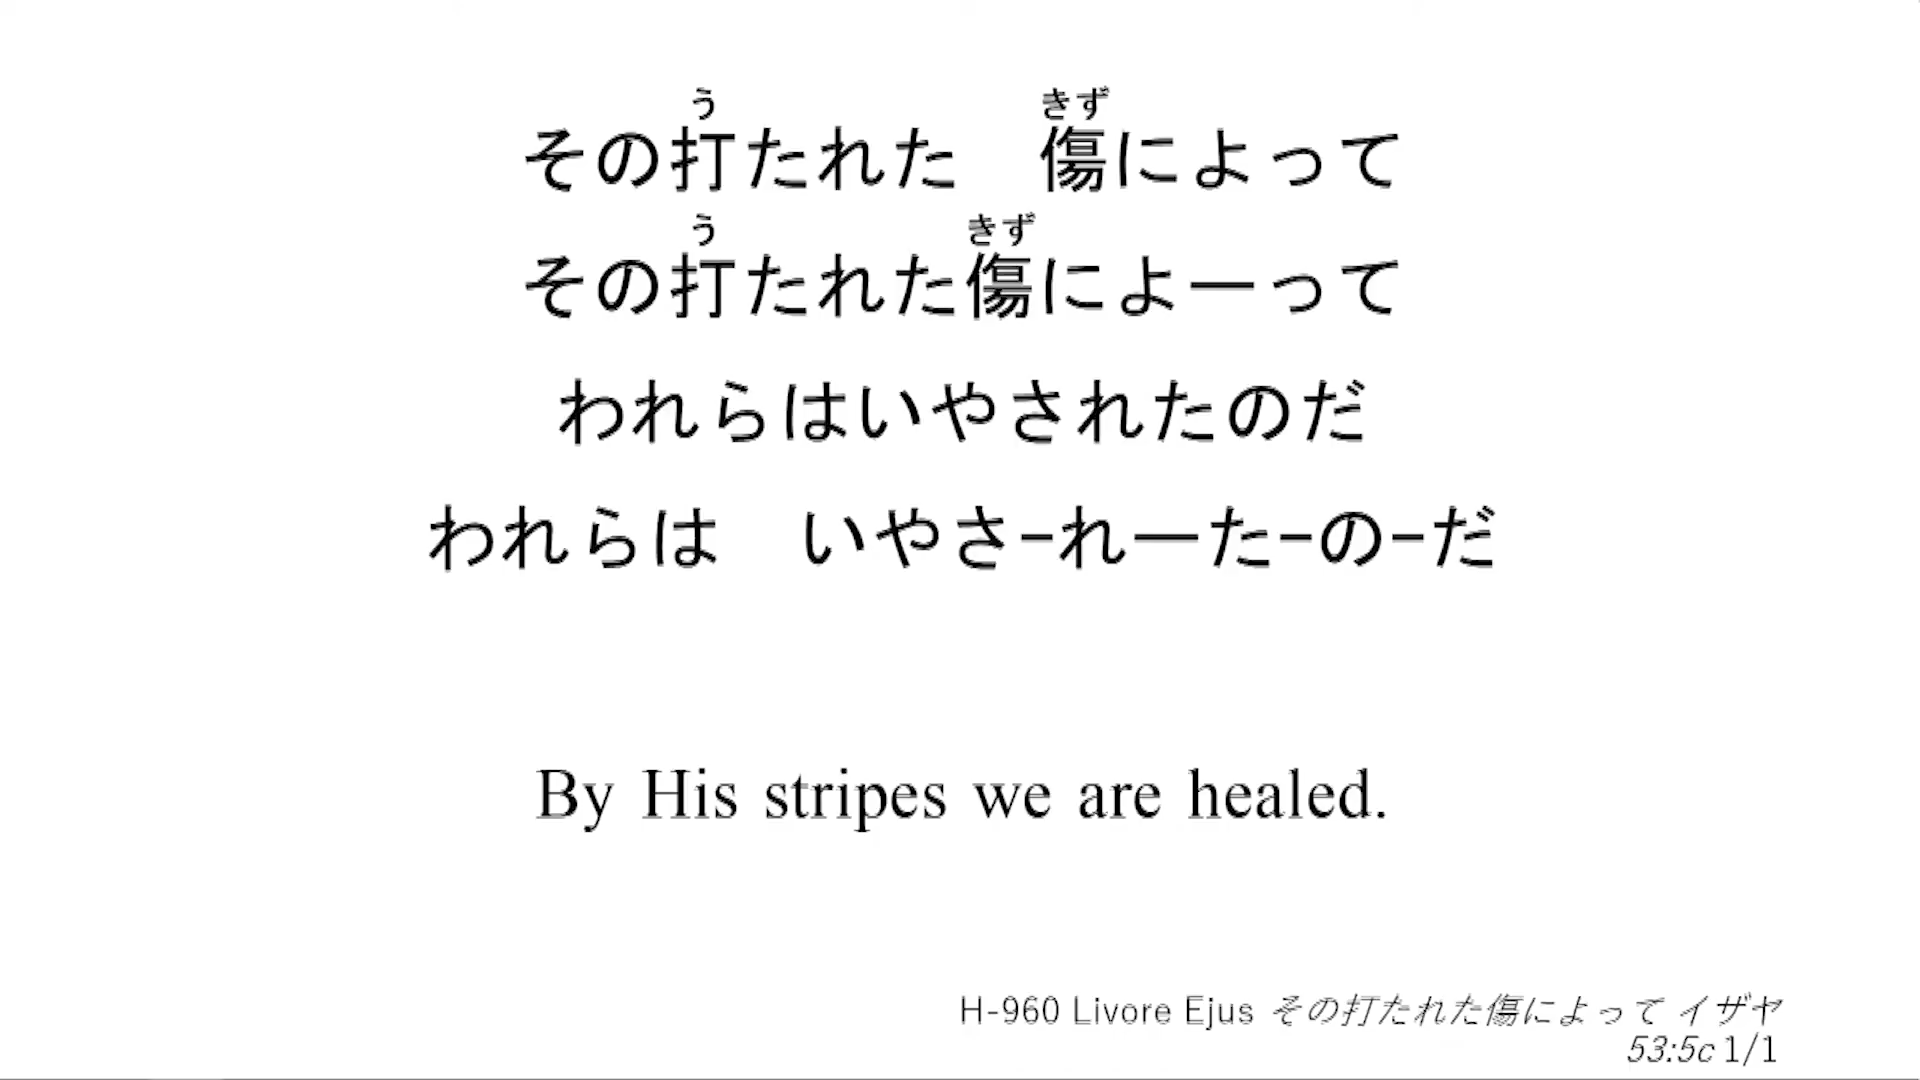 う きず
その打たれた　傷によって
う きず
その打たれた傷によーって
われらはいやされたのだ
われらは　いやさ-れーた-の-だ
By His stripes we are healed.
H-960 Livore Ejus その打たれた傷によって イザヤ
53:5c 1/1